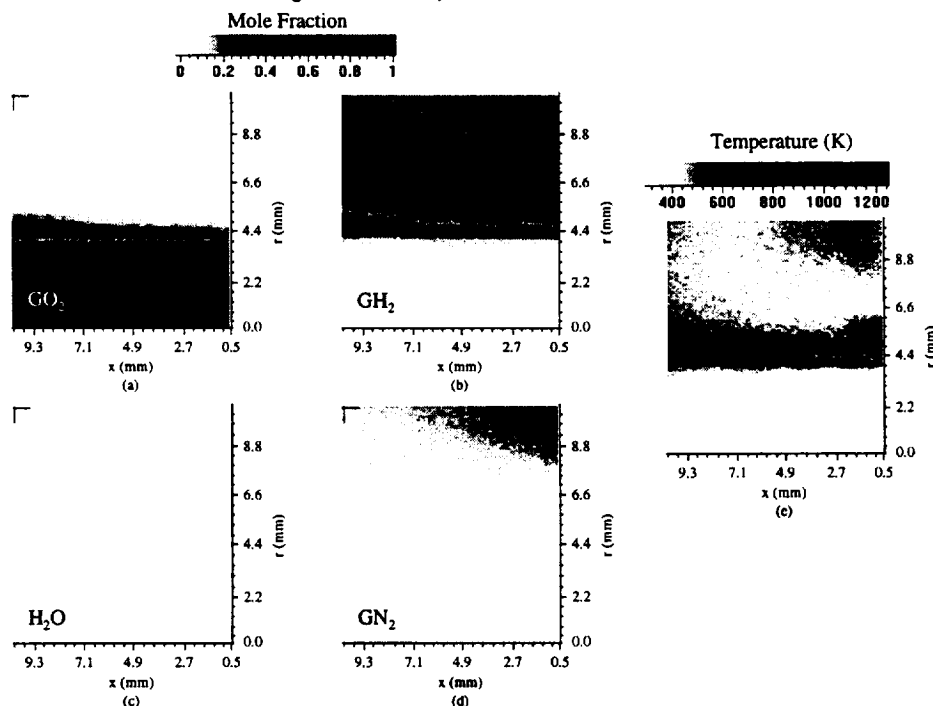 Mole Fraction
0 0.2 0.4 0.6 0.8 1
8.8
6.6
4.4
2.2
0.0
r (mm)
GO₂
9.3 7.1 4.9 2.7 0.5
x (mm)
(a)
8.8
6.6
4.4
2.2
0.0
r (mm)
GH₂
9.3 7.1 4.9 2.7 0.5
x (mm)
(b)
Temperature (K)
400 600 800 1000 1200
8.8
6.6
4.4
2.2
0.0
r (mm)
9.3 7.1 4.9 2.7 0.5
x (mm)
(e)
8.8
6.6
4.4
2.2
0.0
r (mm)
H₂O
9.3 7.1 4.9 2.7 0.5
x (mm)
(c)
8.8
6.6
4.4
2.2
0.0
r (mm)
GN₂
9.3 7.1 4.9 2.7 0.5
x (mm)
(d)